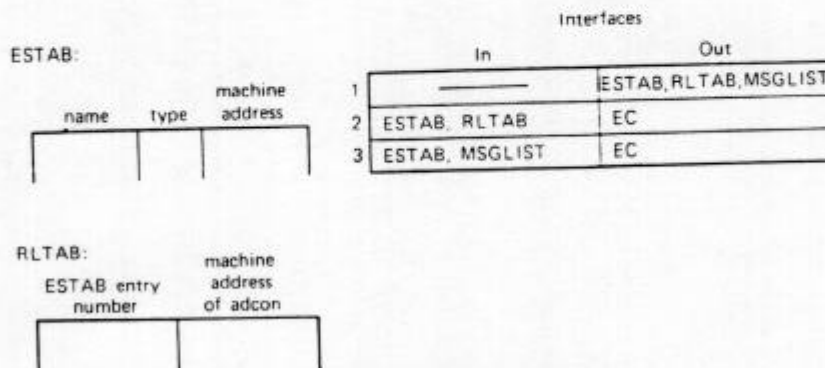 Interfaces
In Out
1 ESTAB, RLTAB, MSGLIST
2 ESTAB, RLTAB EC
3 ESTAB, MSGLIST EC
ESTAB:
name type machine address
RLTAB:
ESTAB entry number
machine address of adcon